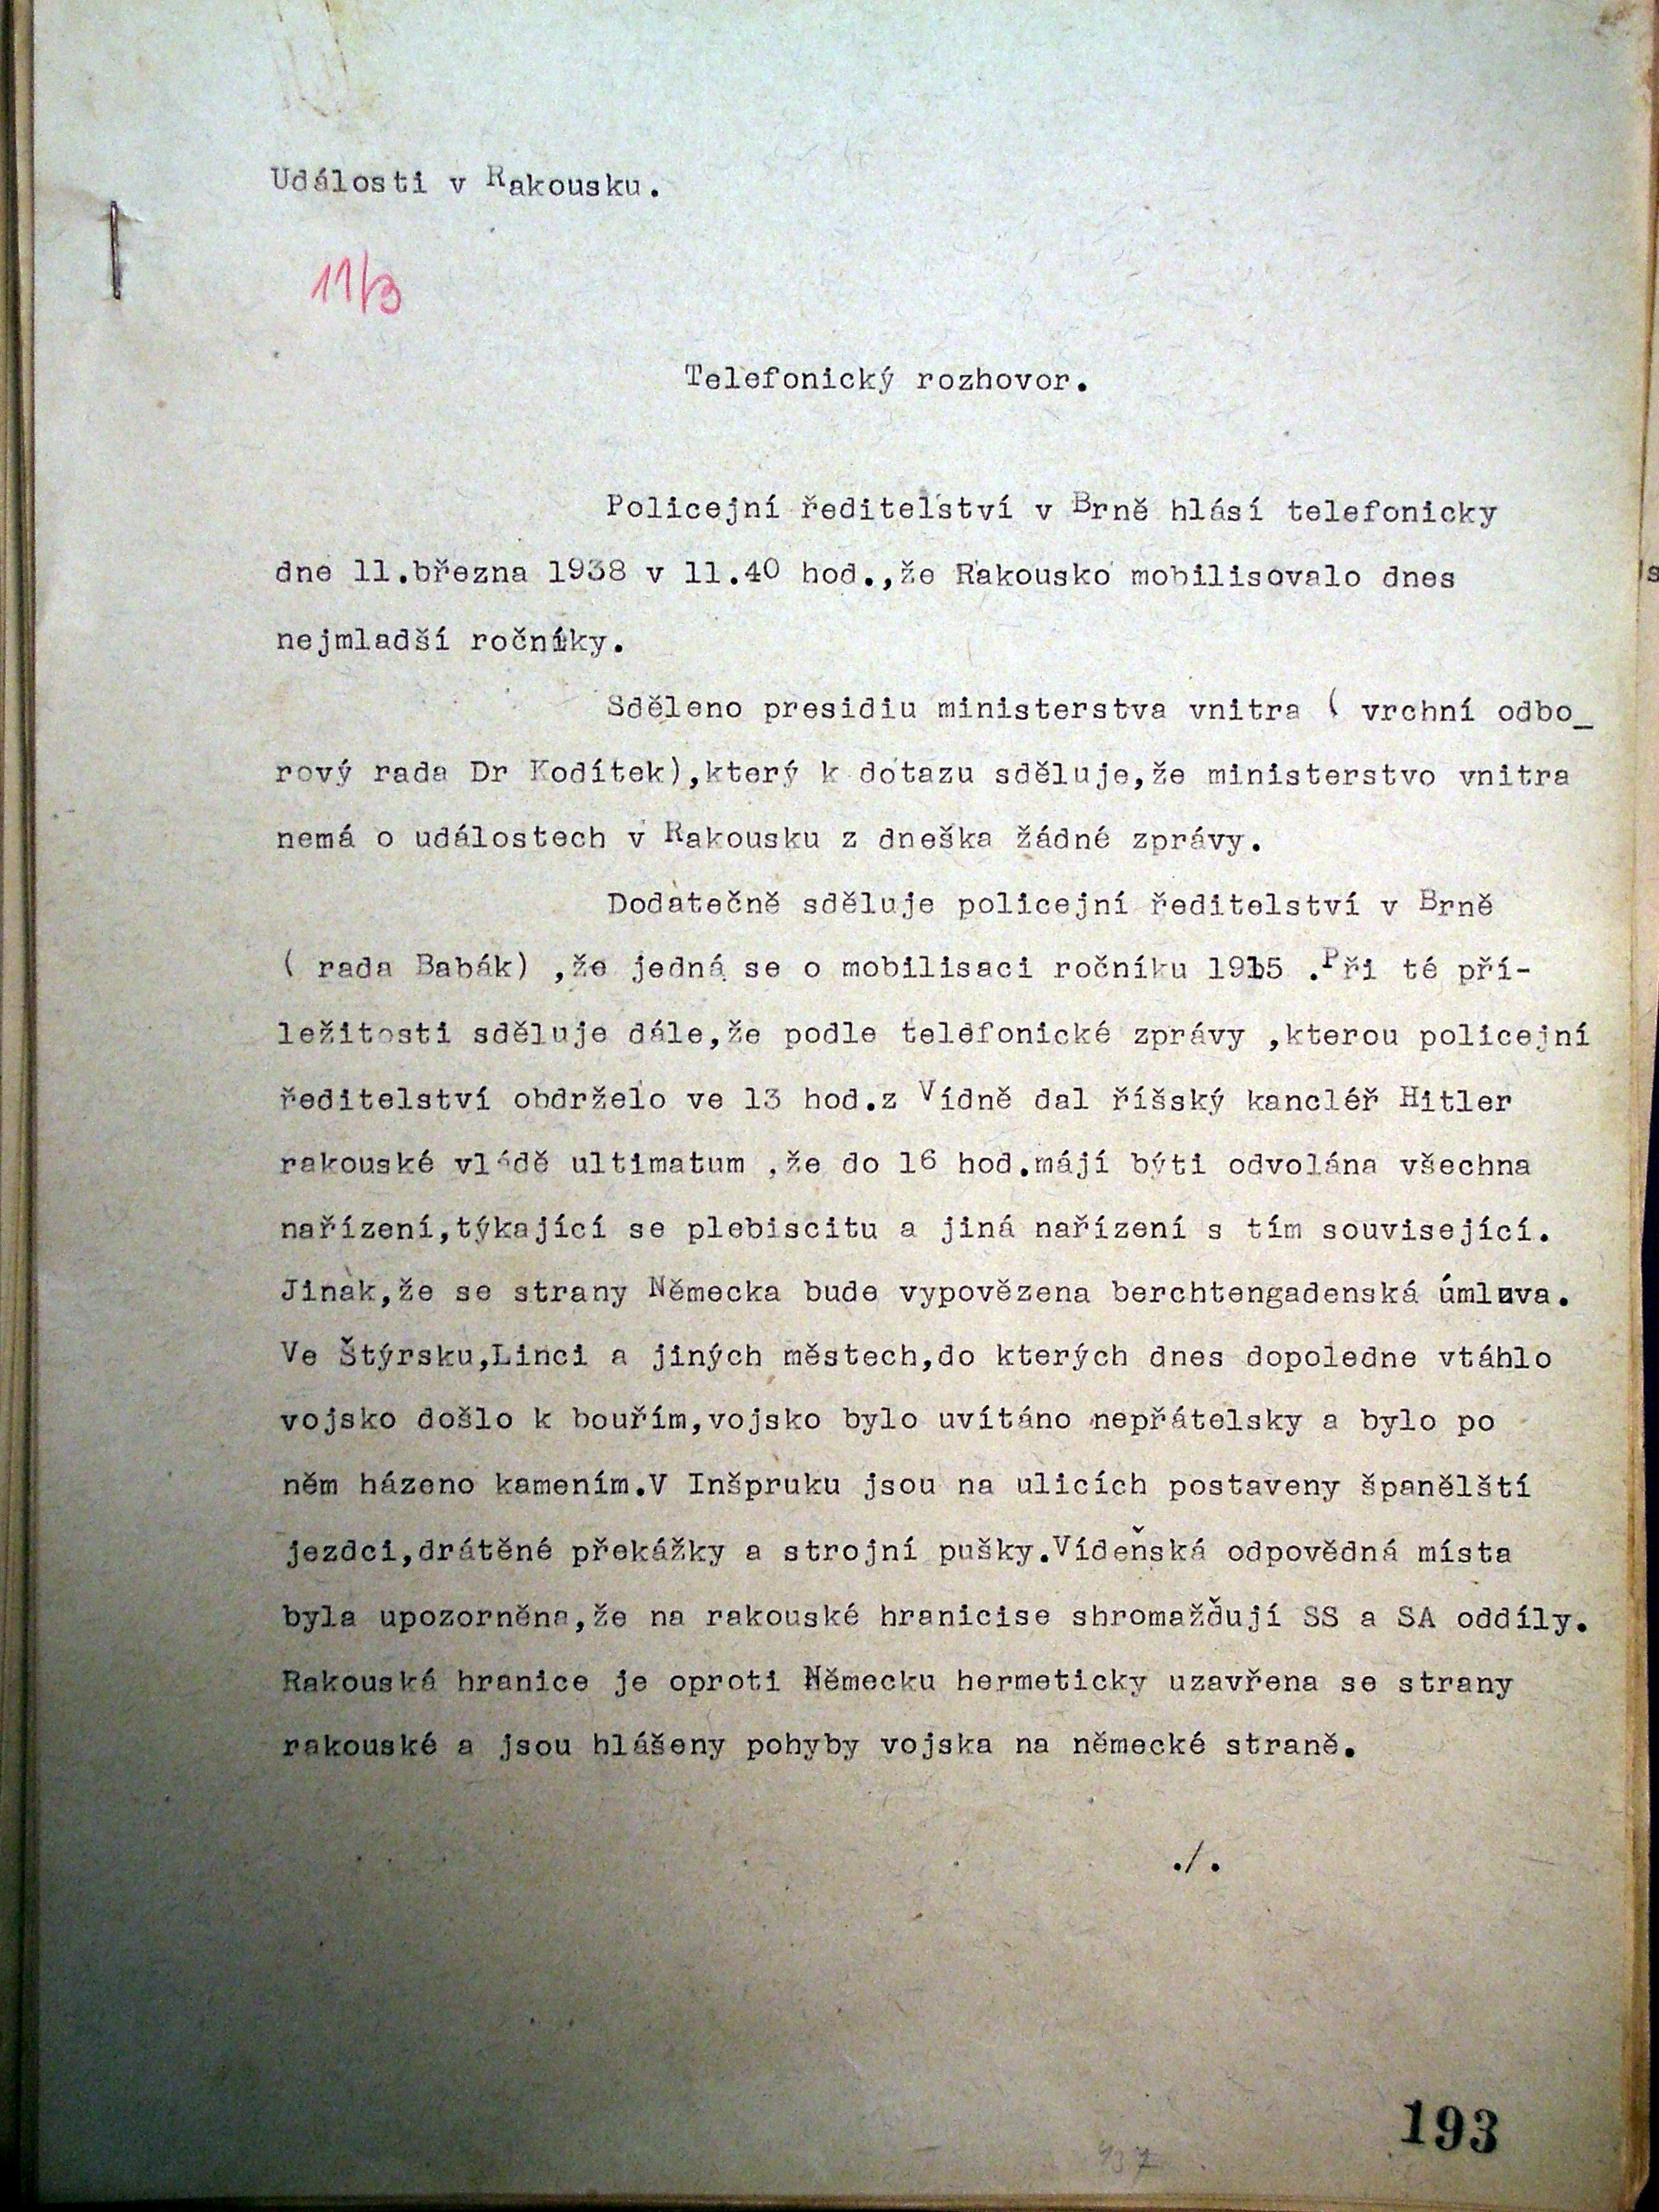 Události v Rakousku.
11/3
Telefonický rozhovor.
Policejní ředitelství v Brně hlásí telefonicky
dne 11.března 1938 v 11.40 hod.,že Rakousko mobilisovalo dnes
nejmladší ročníky.
Sděleno presidiu ministerstva vnitra ( vrchní odbo_
rový rada Dr Kodítek),který k dotazu sděluje,že ministerstvo vnitra
nemá o událostech v Rakousku z dneška žádné zprávy.
Dodatečně sděluje policejní ředitelství v Brně
( rada Babák) ,že jedná se o mobilisaci ročníku 1915 .Při té pří-
ležitosti sděluje dále,že podle telefonické zprávy ,kterou policejní
ředitelství obdrželo ve 13 hod.z Vídně dal říšský kancléř Hitler
rakouské vládě ultimatum ,že do 16 hod.májí býti odvolána všechna
nařízení,týkající se plebiscitu a jiná nařízení s tím související.
Jinak,že se strany Německa bude vypovězena berchtengadenská úmluva.
Ve Štýrsku,Linci a jiných městech,do kterých dnes dopoledne vtáhlo
vojsko došlo k bouřím,vojsko bylo uvítáno nepřátelsky a bylo po
něm házeno kamením.V Inšpruku jsou na ulicích postaveny španělští
jezdci,drátěné překážky a strojní pušky.Vídeňská odpovědná místa
byla upozorněna,že na rakouské hranicise shromažďují SS a SA oddíly.
Rakouská hranice je oproti Německu hermeticky uzavřena se strany
rakouské a jsou hlášeny pohyby vojska na německé straně.
./.
193